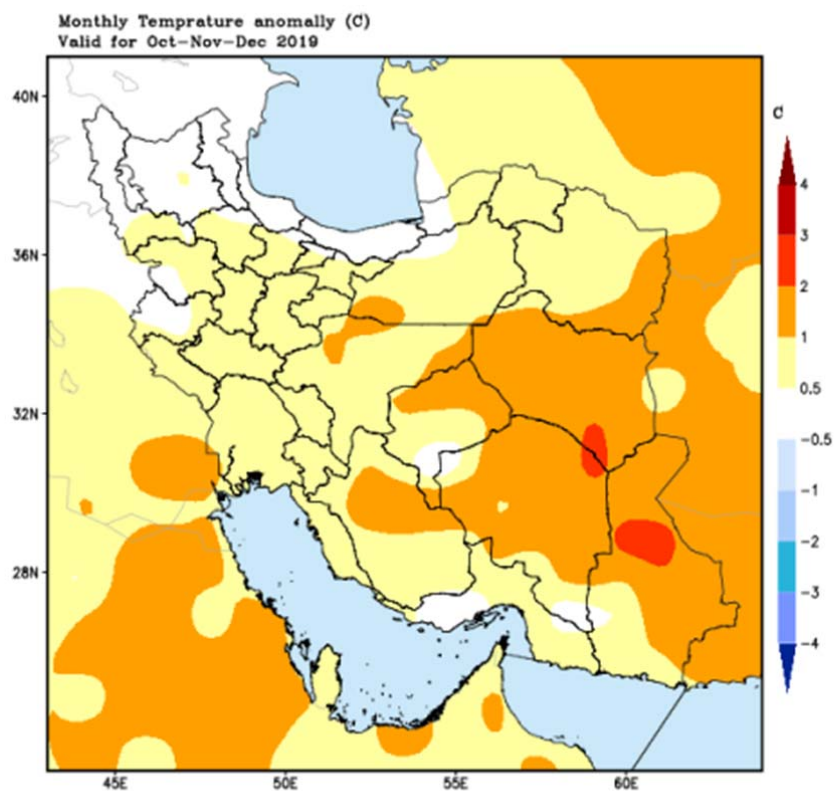 Monthly Temprature anomally (C)
Valid for Oct-Nov-Dec 2019
40N
36N
32N
28N
45E
50E
55E
60E
4
3
2
1
0.5
-0.5
-1
-2
-3
-4